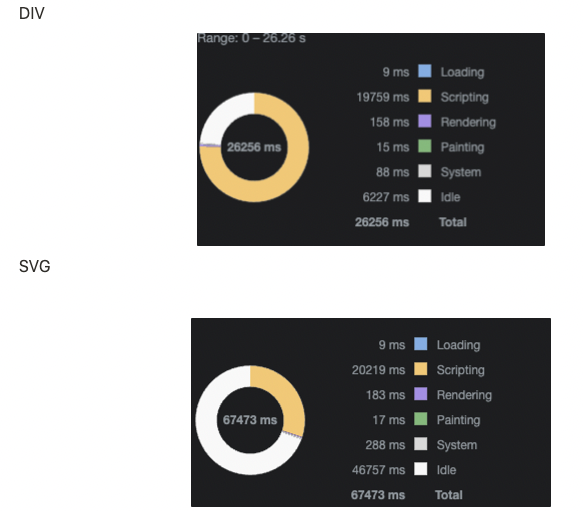 DIV
Range: 0 – 26.26 s
9 ms Loading
19759 ms Scripting
158 ms Rendering
26256 ms
15 ms Painting
88 ms System
6227 ms Idle
26256 ms Total
SVG
9 ms Loading
20219 ms Scripting
183 ms Rendering
67473 ms
17 ms Painting
288 ms System
46757 ms Idle
67473 ms Total